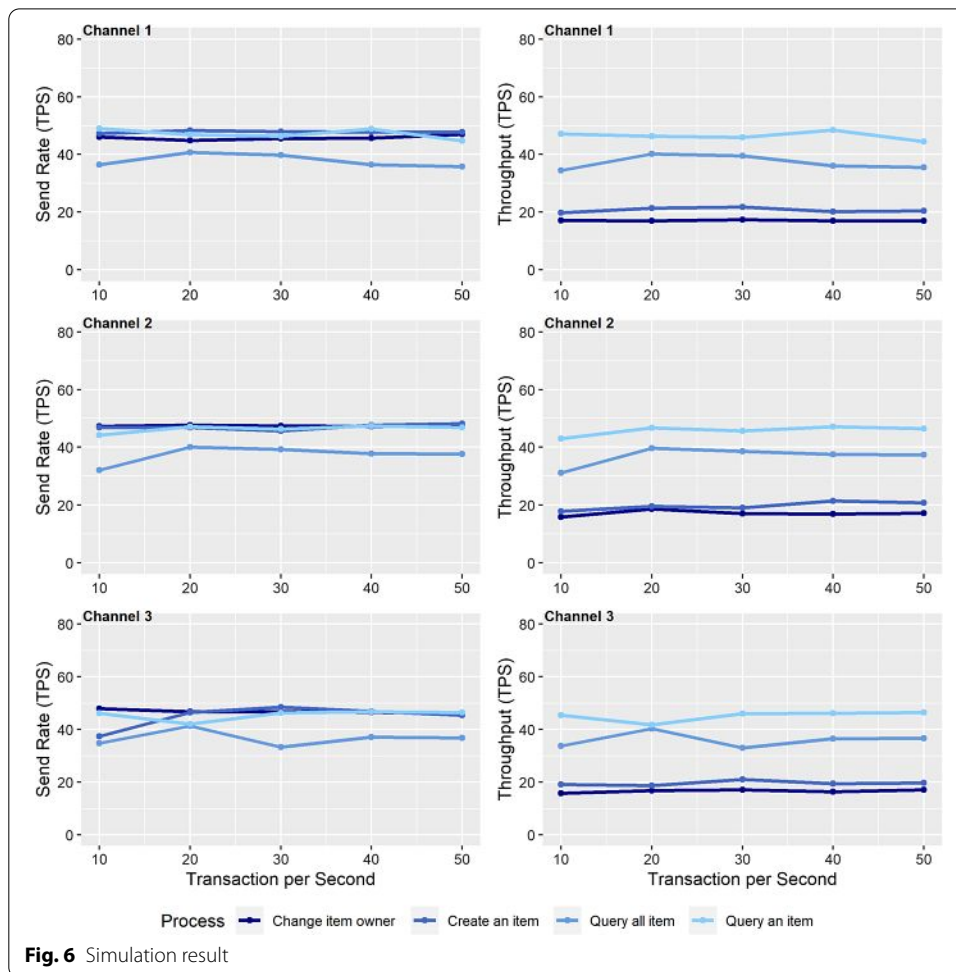 Channel 1
Channel 1
80
60
40
20
0
Send Rate (TPS)
10 20 30 40 50
80
60
40
20
0
Throughput (TPS)
10 20 30 40 50
Channel 2
Channel 2
80
60
40
20
0
Send Rate (TPS)
10 20 30 40 50
80
60
40
20
0
Throughput (TPS)
10 20 30 40 50
Channel 3
Channel 3
80
60
40
20
0
Send Rate (TPS)
10 20 30 40 50
Transaction per Second
80
60
40
20
0
Throughput (TPS)
10 20 30 40 50
Transaction per Second
Process Change item owner Create an item Query all item Query an item
Fig. 6 Simulation result